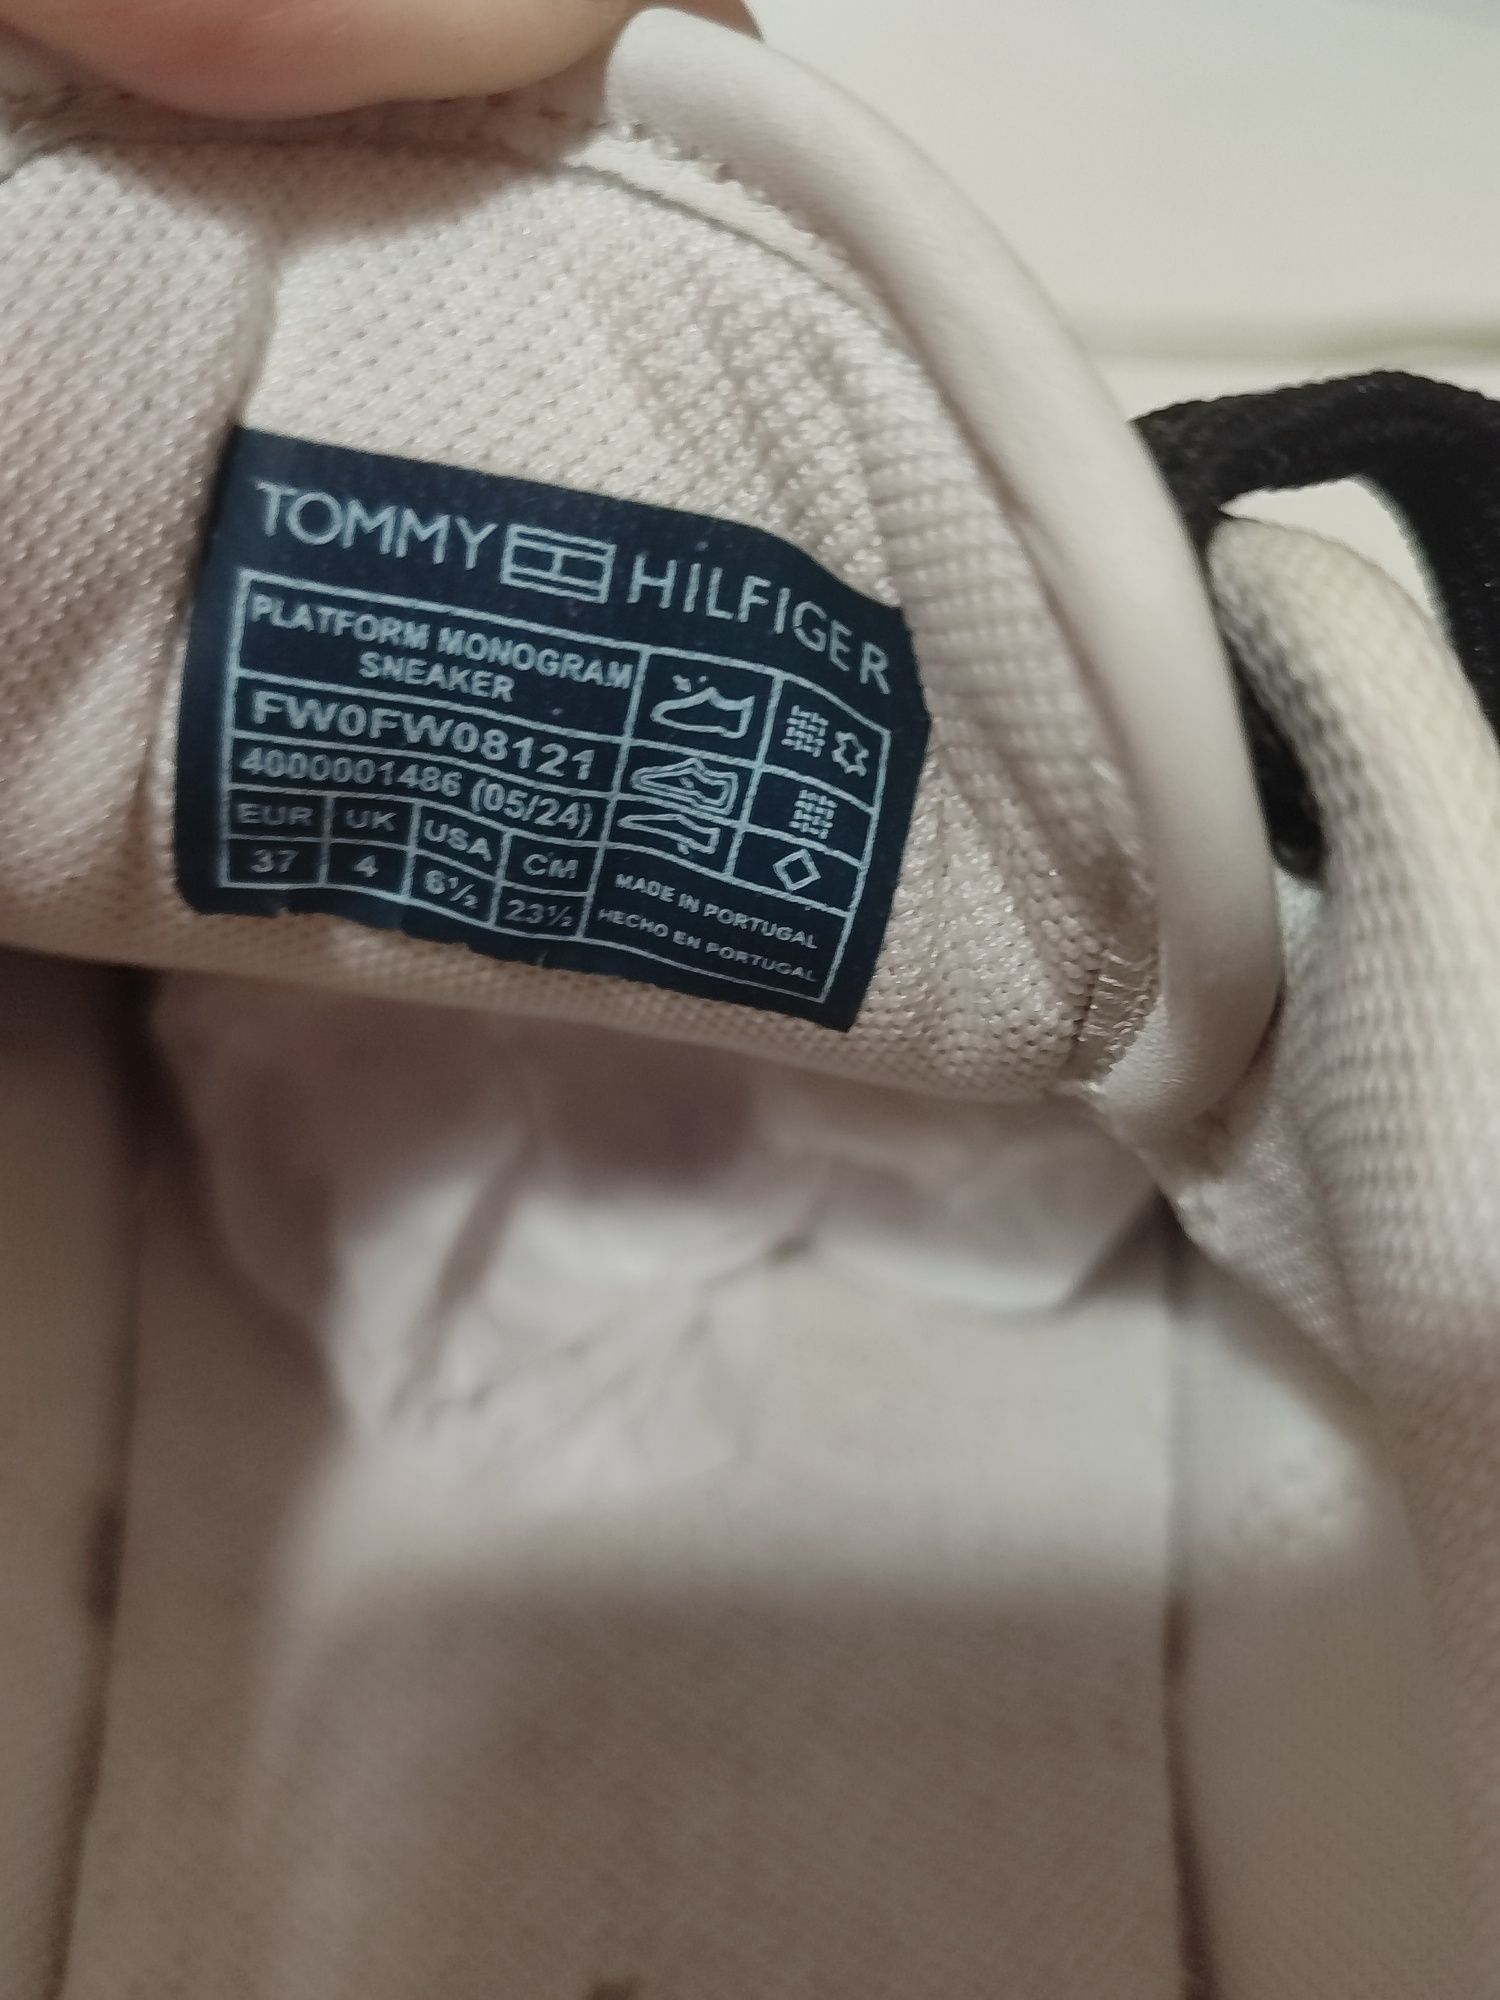 TOMMY HILFIGER
PLATFORM MONOGRAM
SNEAKER
FW0FW08121
4000001486 (05/24)
EUR UK USA CM
37 4 6½ 23½
MADE IN PORTUGAL
HECHO EN PORTUGAL